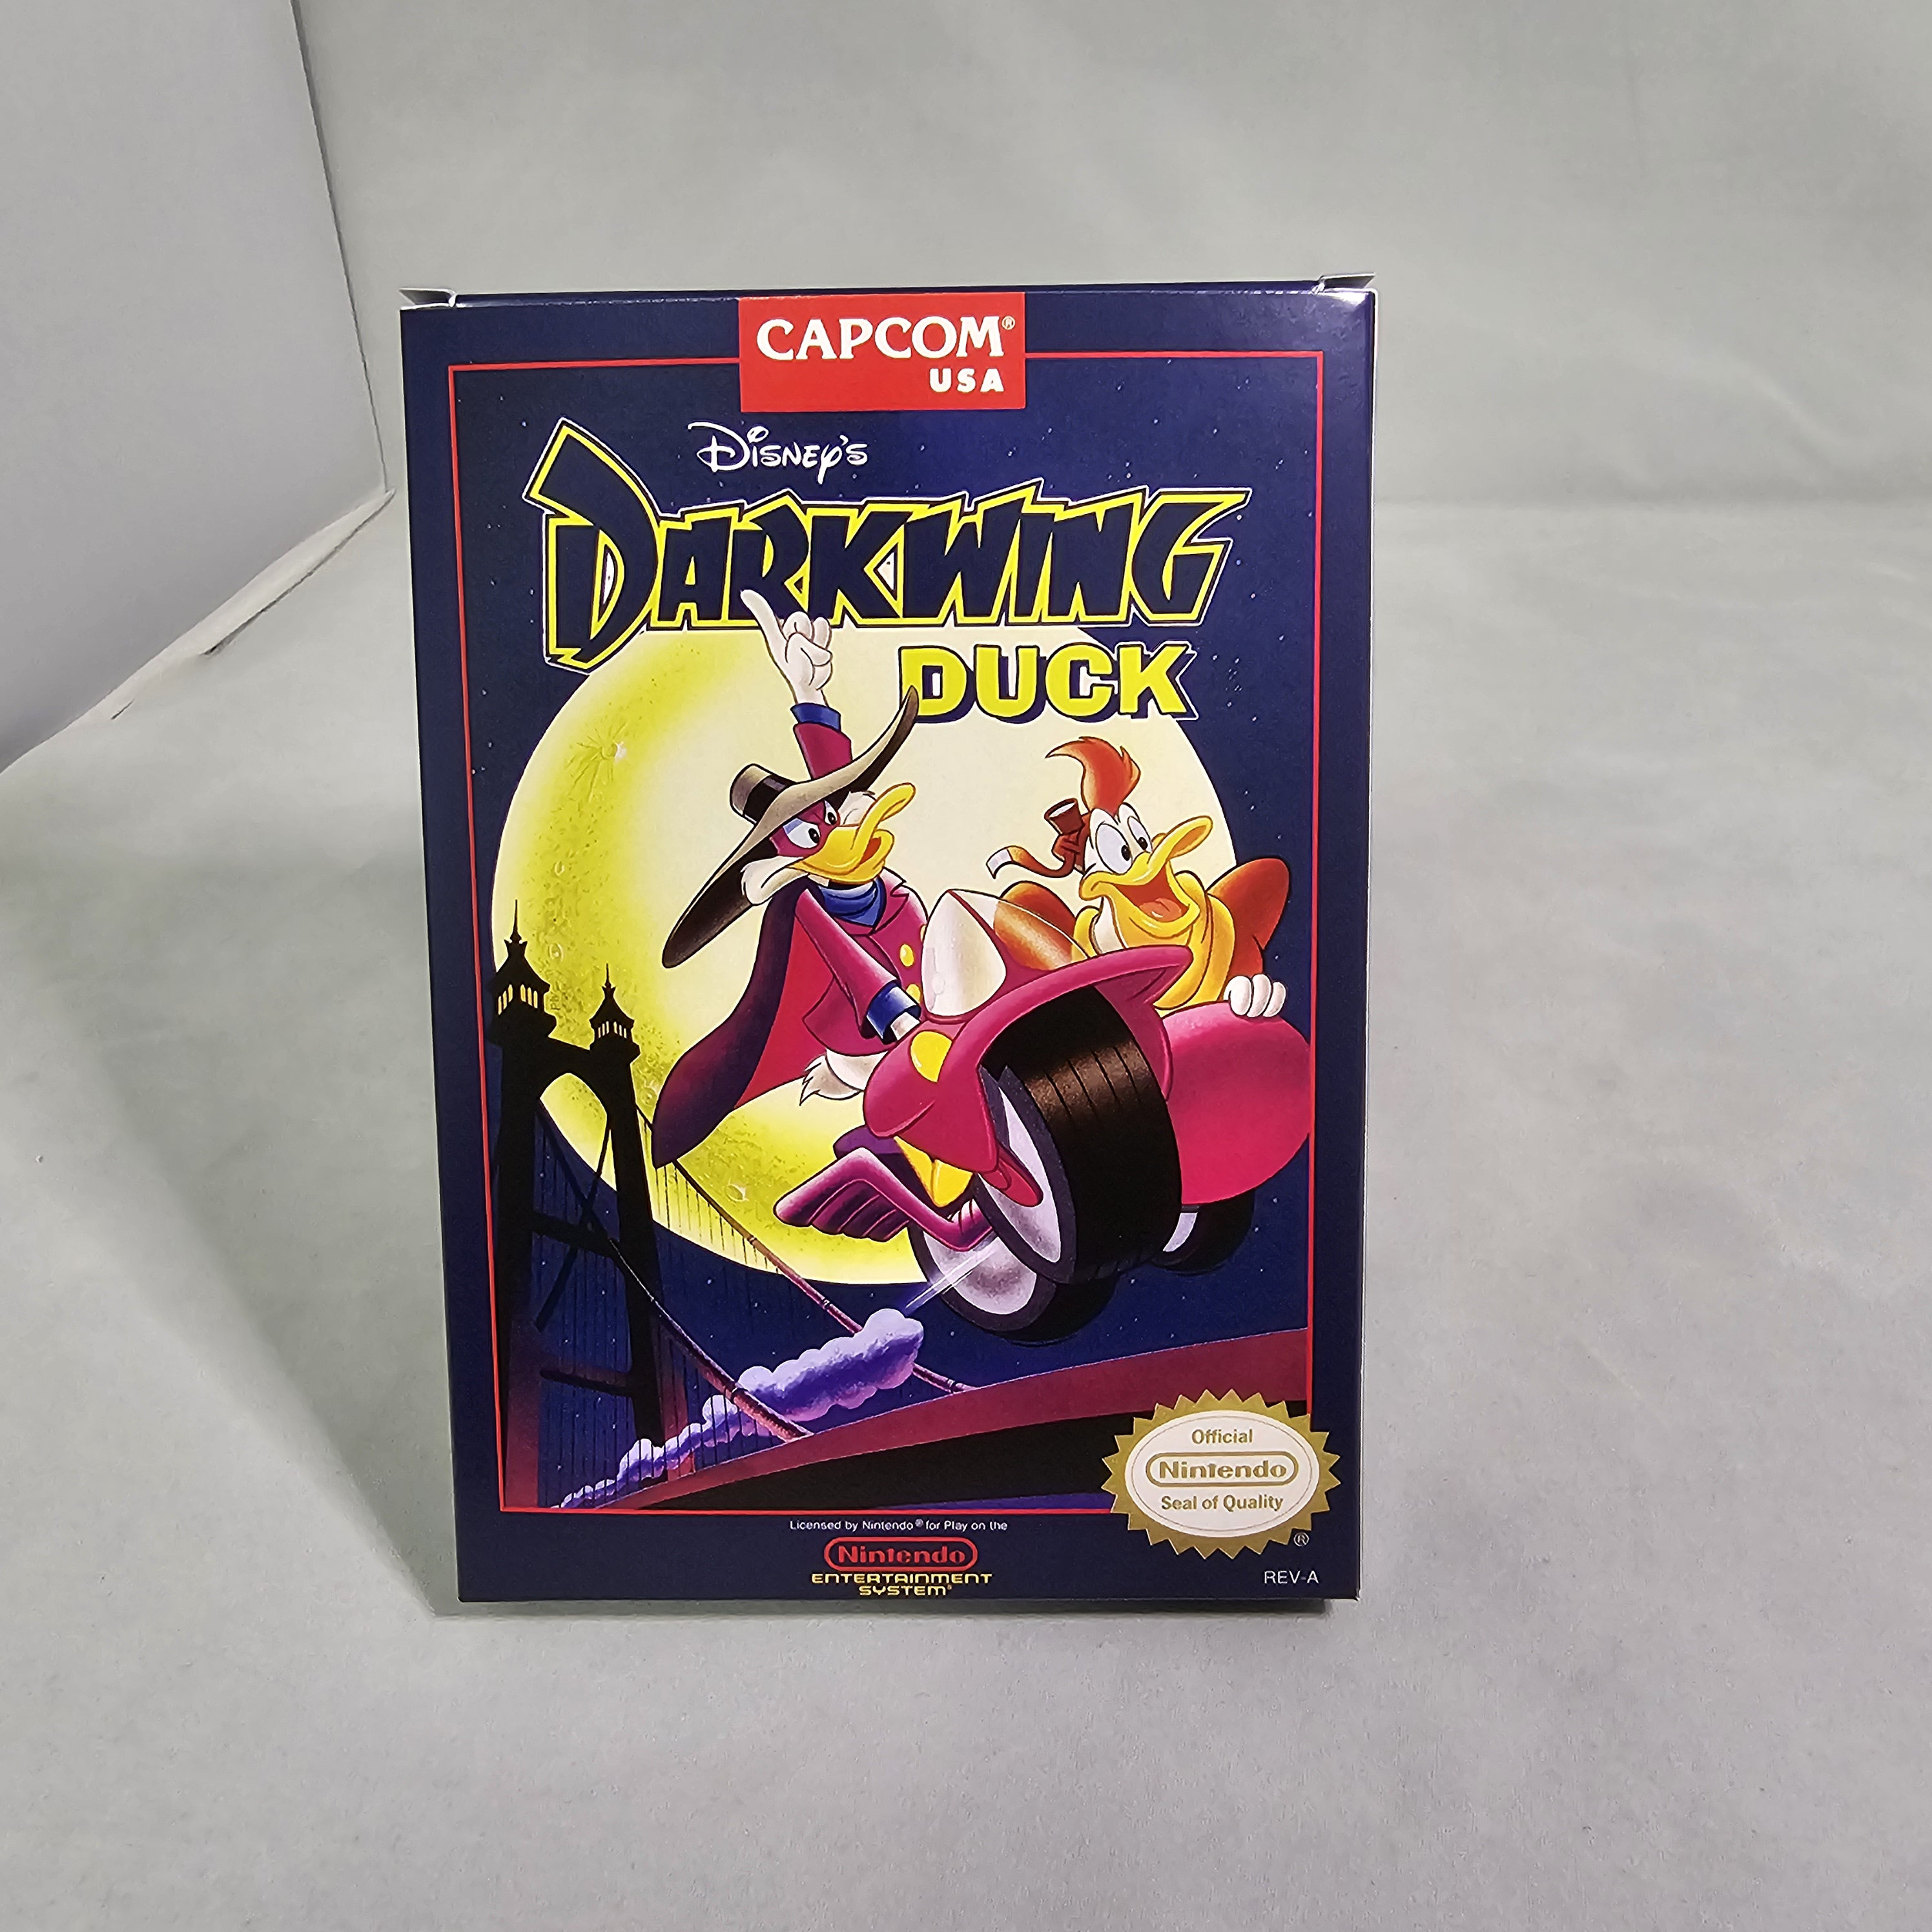 CAPCOM®
USA
Disney's
DARKWING
DUCK
Official
Nintendo
Seal of Quality
®
Licensed by Nintendo® for Play on the
Nintendo
ENTERTAINMENT
SYSTEM®
REV-A